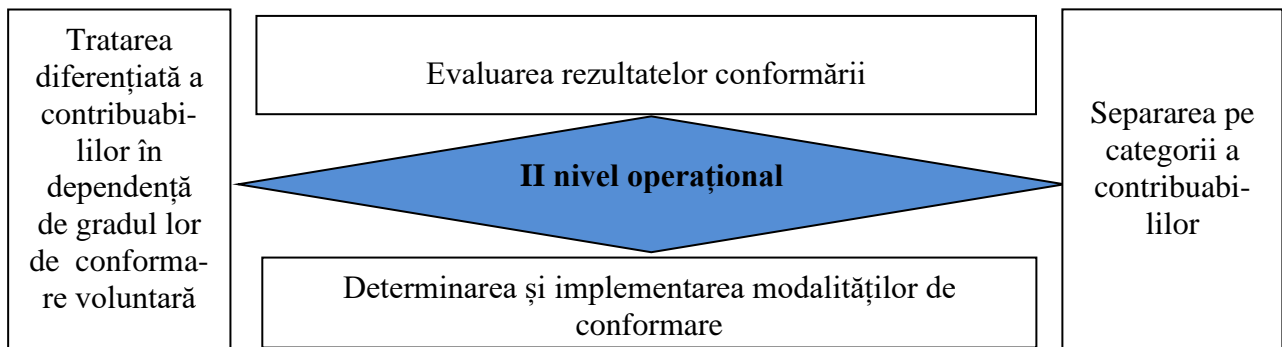 Tratarea
diferențiată a
contribuabi-
lilor în
dependență
de gradul lor
de conforma-
re voluntară
Evaluarea rezultatelor conformării
II nivel operațional
Determinarea și implementarea modalităților de
conformare
Separarea pe
categorii a
contribuabi-
lilor